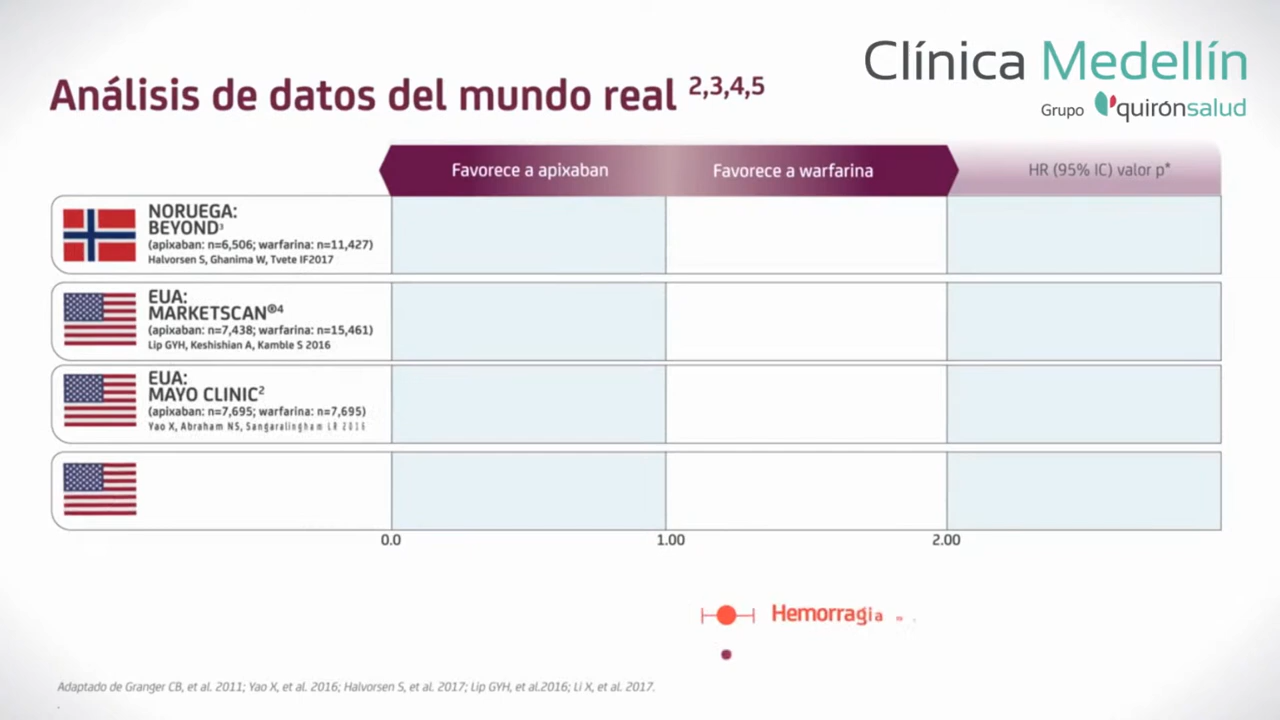 Clínica Medellín
Grupo quirónsalud
Análisis de datos del mundo real 2,3,4,5
Favorece a apixaban
Favorece a warfarina
HR (95% IC) valor p*
NORUEGA:
BEYOND³
(apixaban: n=6,506; warfarina: n=11,427)
Halvorsen S, Ghanima W, Tvete IF2017
EUA:
MARKETSCAN®⁴
(apixaban: n=7,438; warfarina: n=15,461)
Lip GYH, Keshishian A, Kamble S 2016
EUA:
MAYO CLINIC²
(apixaban: n=7,695; warfarina: n=7,695)
Yao X, Abraham NS, Sangaralingham LR 2016
0.0
1.00
2.00
Hemorragia
Adaptado de Granger CB, et al. 2011; Yao X, et al. 2016; Halvorsen S, et al. 2017; Lip GYH, et al.2016; Li X, et al. 2017.